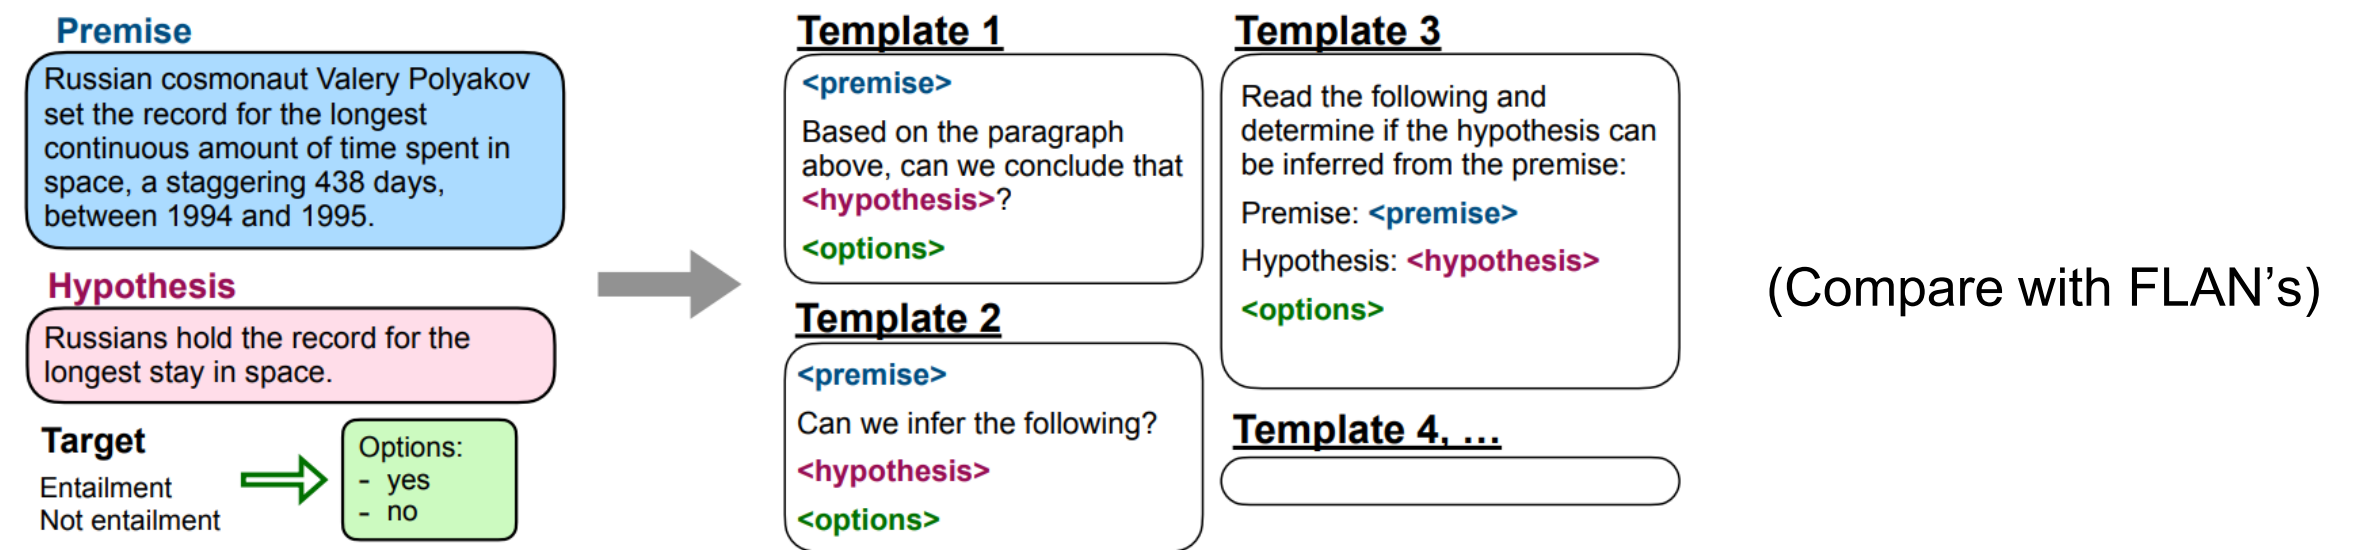 Premise
Russian cosmonaut Valery Polyakov
set the record for the longest
continuous amount of time spent in
space, a staggering 438 days,
between 1994 and 1995.
Hypothesis
Russians hold the record for the
longest stay in space.
Target
Entailment
Not entailment
Options:
- yes
- no
Template 1
<premise>
Based on the paragraph
above, can we conclude that
<hypothesis>?
<options>
Template 2
<premise>
Can we infer the following?
<hypothesis>
<options>
Template 3
Read the following and
determine if the hypothesis can
be inferred from the premise:
Premise: <premise>
Hypothesis: <hypothesis>
<options>
Template 4, ...
(Compare with FLAN’s)